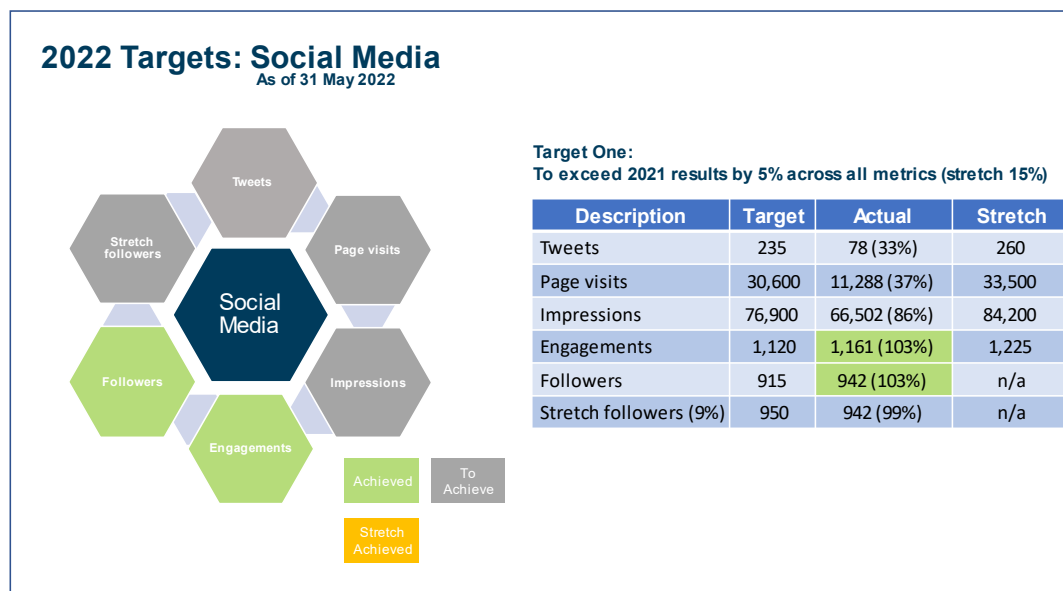 2022 Targets: Social Media
As of 31 May 2022
Tweets
Stretch
followers
Page visits
Social
Media
Followers
Impressions
Engagements
Achieved
To
Achieve
Stretch
Achieved
Target One:
To exceed 2021 results by 5% across all metrics (stretch 15%)
Description Target Actual Stretch
Tweets 235 78 (33%) 260
Page visits 30,600 11,288 (37%) 33,500
Impressions 76,900 66,502 (86%) 84,200
Engagements 1,120 1,161 (103%) 1,225
Followers 915 942 (103%) n/a
Stretch followers (9%) 950 942 (99%) n/a